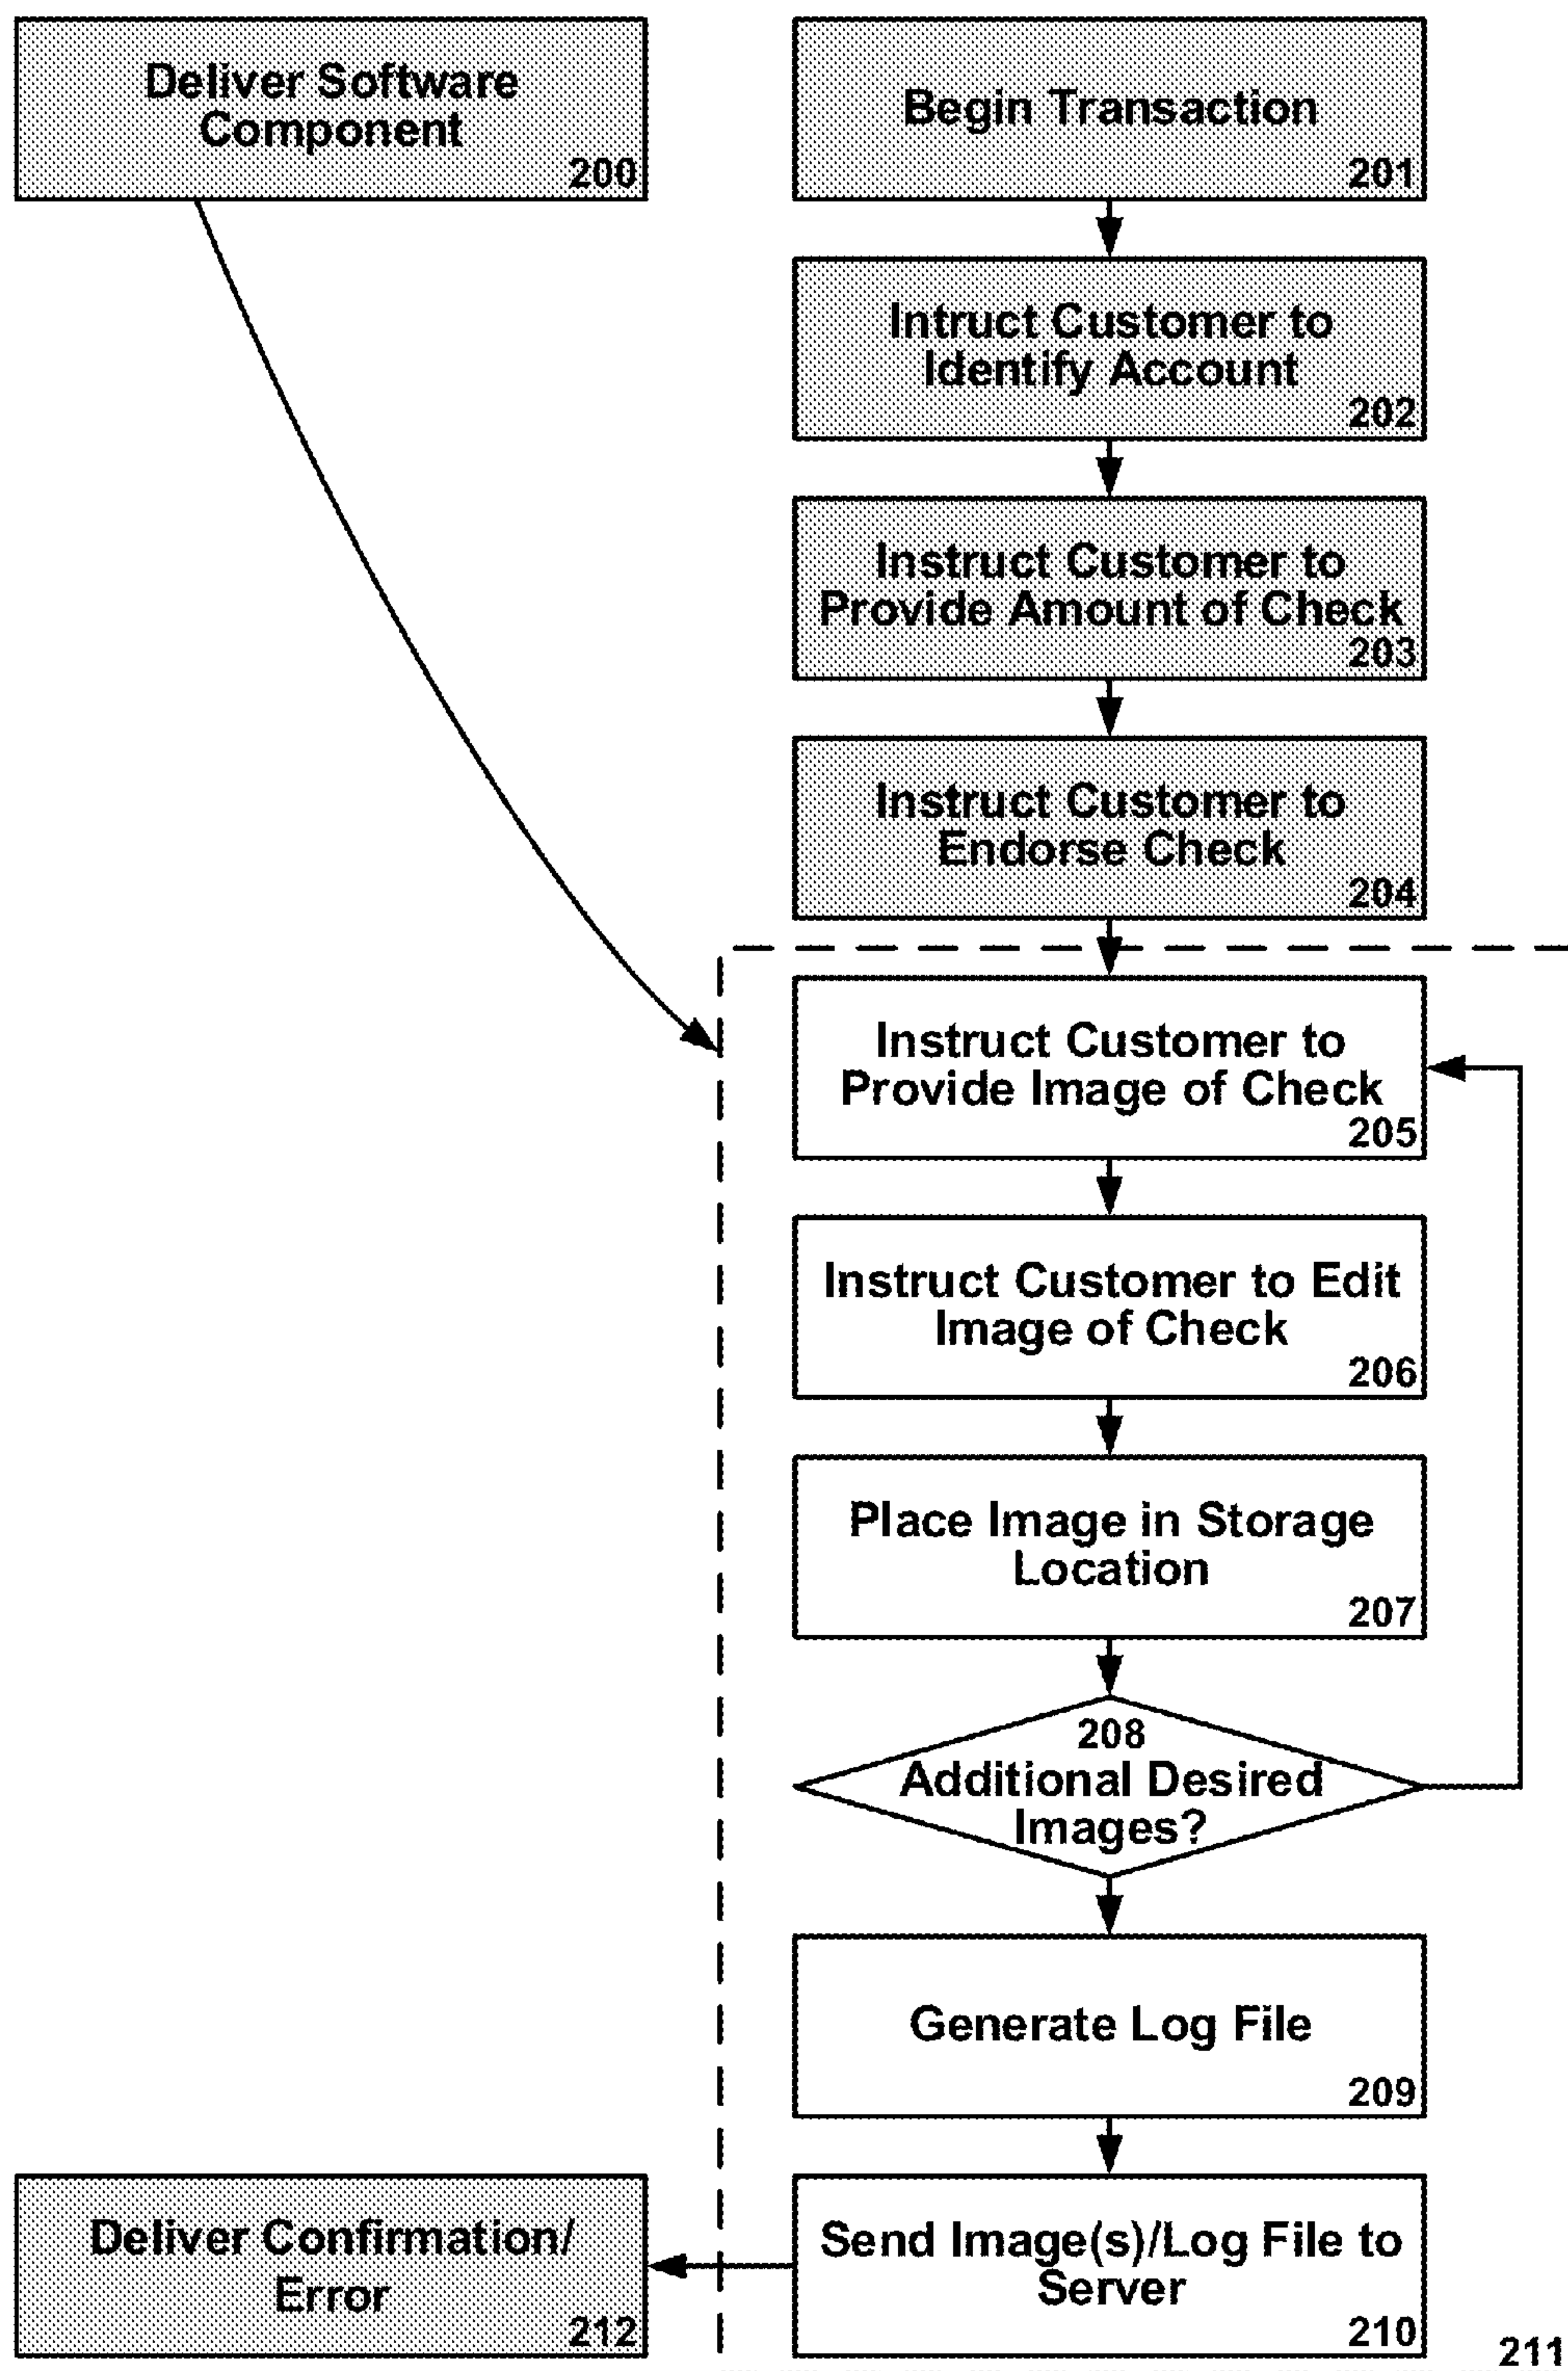 Deliver Software
Component
200
Begin Transaction
201
Intruct Customer to
Identify Account
202
Instruct Customer to
Provide Amount of Check
203
Instruct Customer to
Endorse Check
204
Instruct Customer to
Provide Image of Check
205
Instruct Customer to Edit
Image of Check
206
Place Image in Storage
Location
207
208
Additional Desired
Images?
Generate Log File
209
Send Image(s)/Log File to
Server
210
211
Deliver Confirmation/
Error
212